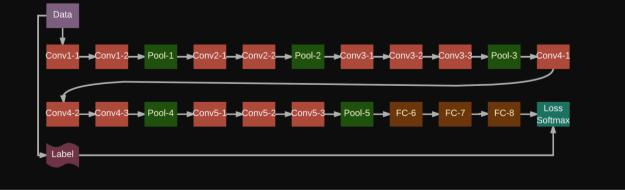 Data
Conv1-1 Conv1-2 Pool-1 Conv2-1 Conv2-2 Pool-2 Conv3-1 Conv3-2 Conv3-3 Pool-3 Conv4-1
Conv4-2 Conv4-3 Pool-4 Conv5-1 Conv5-2 Conv5-3 Pool-5 FC-6 FC-7 FC-8 Loss
Softmax
Label